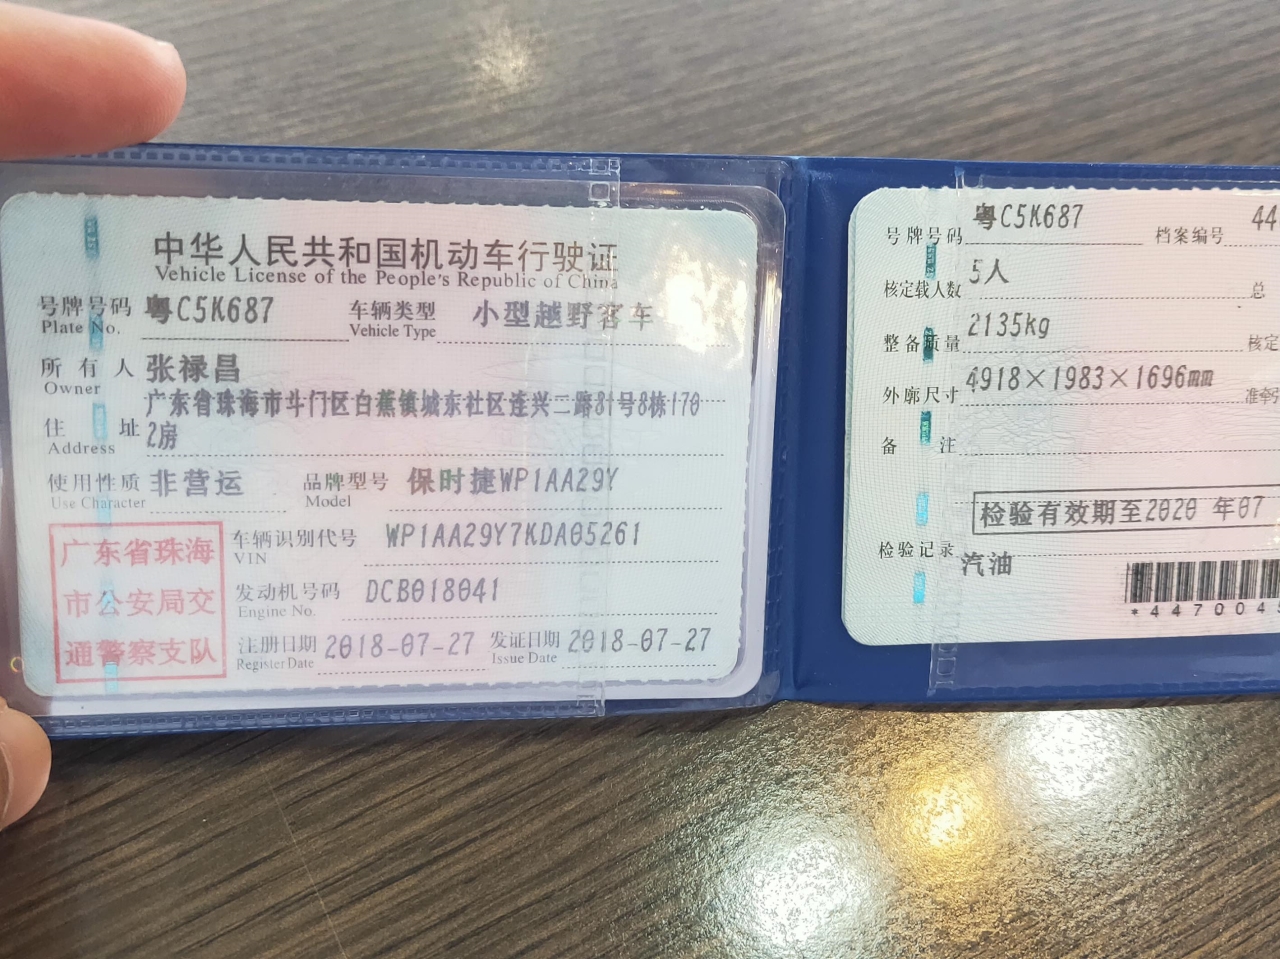 中华人民共和国机动车行驶证
Vehicle License of the People's Republic of China
号牌号码 粤C5K687 车辆类型 小型越野客车
Plate No. Vehicle Type
所有人 张禄昌
Owner
住址 广东省珠海市斗门区白蕉镇城东社区连兴二路81号8栋170
2房
Address
使用性质 非营运 品牌型号 保时捷WP1AA29Y
Use Character Model
广东省珠海
市公安局交
通警察支队
车辆识别代号 WP1AA29Y7KDA05261
VIN
发动机号码 DCB018041
Engine No.
注册日期 2018-07-27 发证日期 2018-07-27
Register Date Issue Date
号牌号码 粤C5K687 档案编号 44
核定载人数 5人 总
整备质量 2135kg 核定
外廓尺寸 4918×1983×1696mm 准牵
备注
检验有效期至2020 年07
检验记录
汽油
*447004